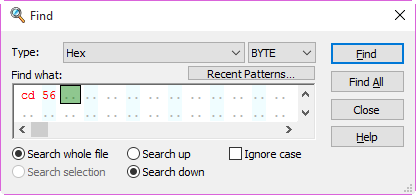 Find
Type: Hex BYTE Find
Find what: Recent Patterns... Find All
cd 56 .. .. .. .. .. .. .. .. .. ..
.. .. .. .. .. .. .. .. .. .. .. .. Close
Search whole file Search up Ignore case Help
Search selection Search down